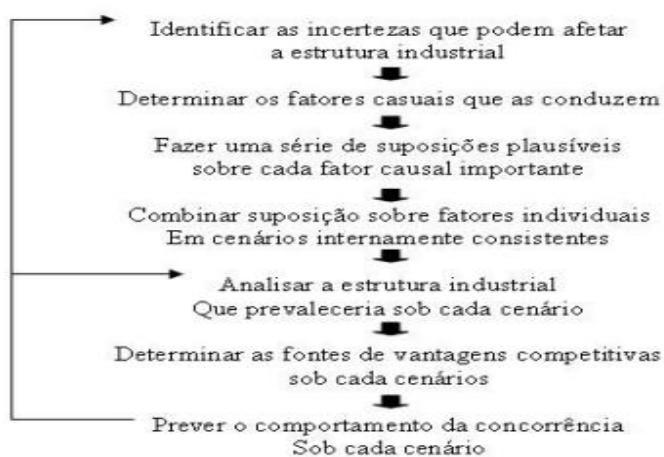 Identificar as incertezas que podem afetar
a estrutura industrial
Determinar os fatores casuais que as conduzem
Fazer uma série de suposições plausíveis
sobre cada fator causal importante
Combinar suposição sobre fatores individuais
Em cenários internamente consistentes
Analisar a estrutura industrial
Que prevaleceria sob cada cenário
Determinar as fontes de vantagens competitivas
sob cada cenários
Prever o comportamento da concorrência
Sob cada cenário